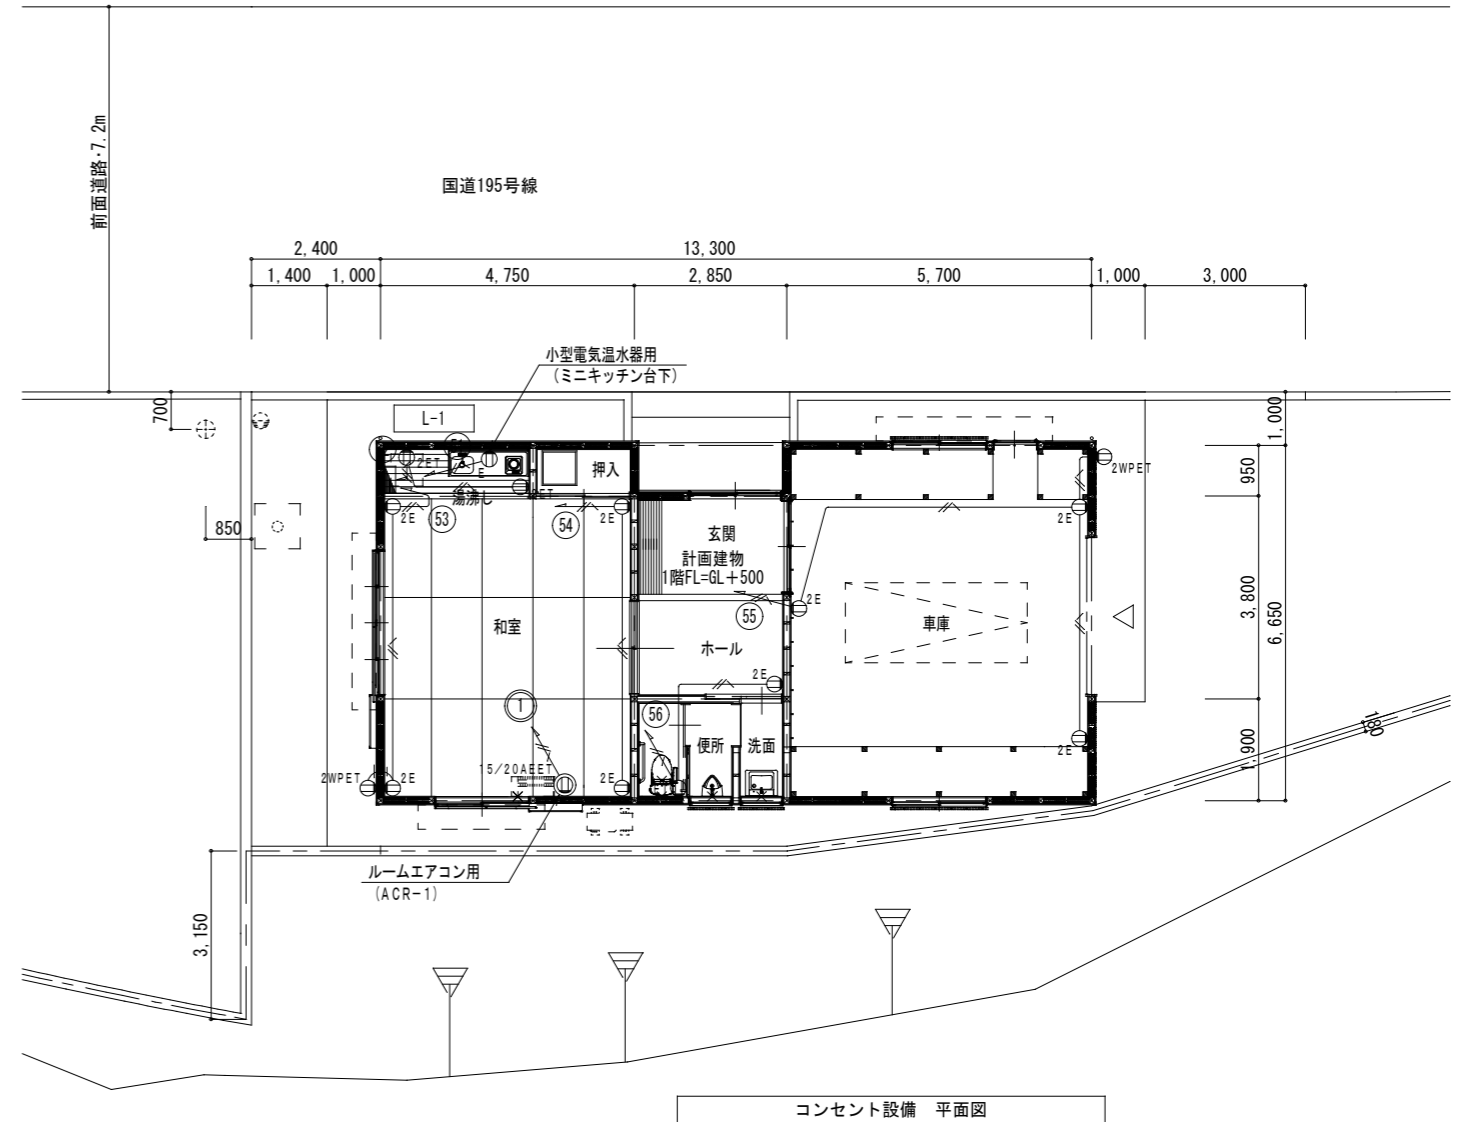 前面道路・7.2m
国道195号線
2,400
13,300
1,400
1,000
4,750
2,850
5,700
1,000
3,000
小型電気温水器用
（ミニキッチン台下）
700
L-1
1,000
押入
2ET
E
湯沸し
2WPET
950
2E
53
54
2E
2E
850
玄関
計画建物
1階FL=GL＋500
2E
55
車庫
3,800
6,650
和室
ホール
2E
1
56
便所
洗面
2E
1,900
180
15/20AEET
2WPET
2E
2E
ルームエアコン用
(ACR-1)
3,150
コンセント設備　平面図